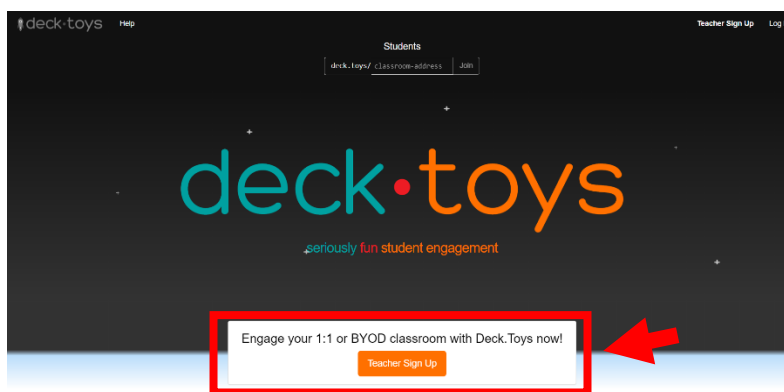 deck·toys Help Teacher Sign Up Log
Students
deck.toys/ classroom-address Join
deck·toys
seriously fun student engagement
Engage your 1:1 or BYOD classroom with Deck.Toys now!
Teacher Sign Up